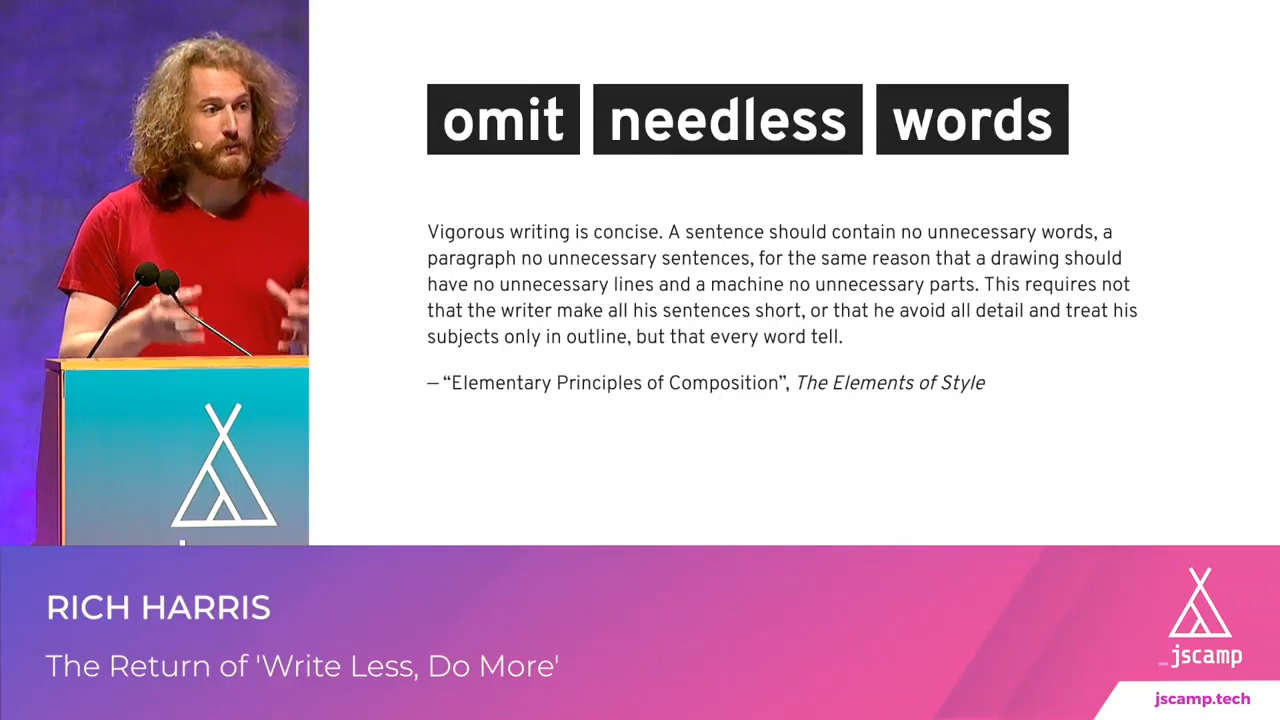 omit needless words
Vigorous writing is concise. A sentence should contain no unnecessary words, a
paragraph no unnecessary sentences, for the same reason that a drawing should
have no unnecessary lines and a machine no unnecessary parts. This requires not
that the writer make all his sentences short, or that he avoid all detail and treat his
subjects only in outline, but that every word tell.
— “Elementary Principles of Composition”, The Elements of Style
RICH HARRIS
The Return of 'Write Less, Do More'
_jscamp
jscamp.tech